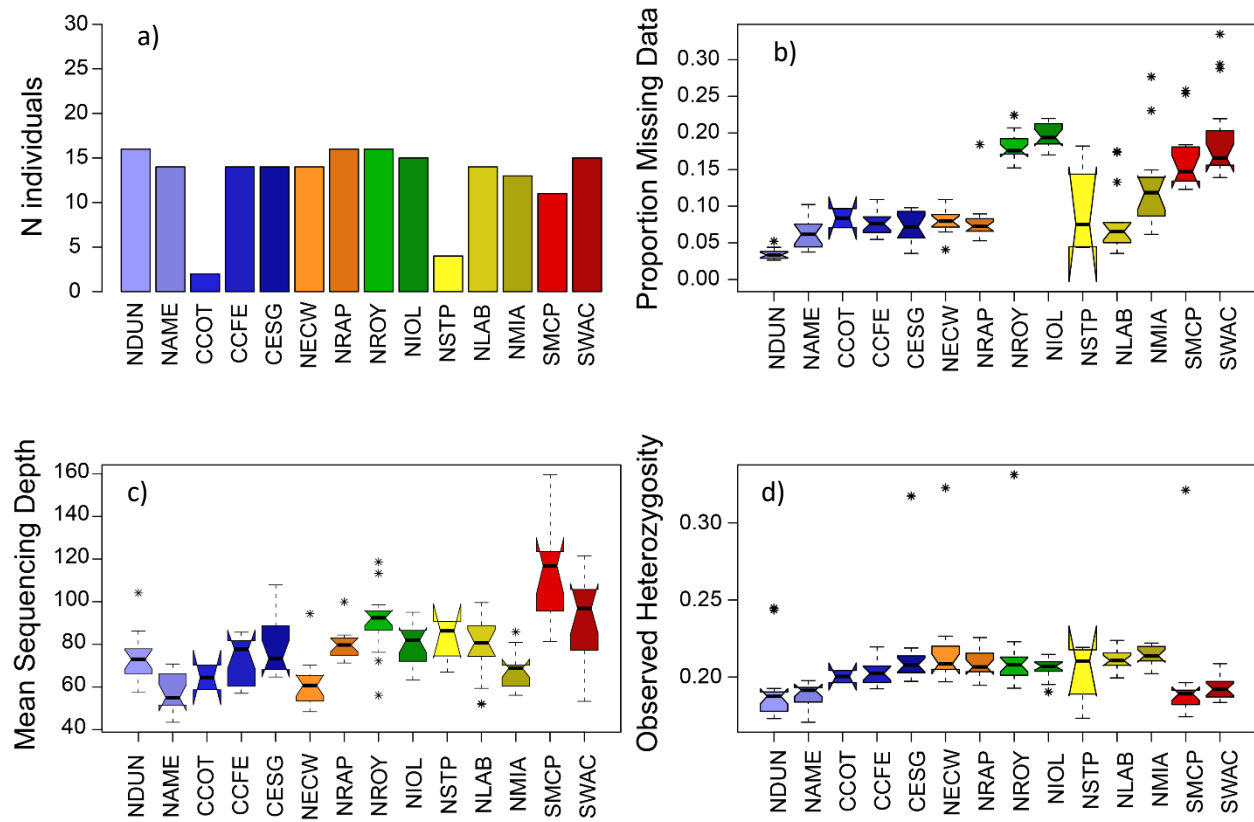 a)
N individuals
30
25
20
15
10
5
0
NDUN NAME CCOT CCFE CESG NECW NRAP NROY NIOL NSTP NLAB NMIA SMCP SWAC
b)
Proportion Missing Data
0.30
0.25
0.20
0.15
0.10
0.05
0.00
NDUN NAME CCOT CCFE CESG NECW NRAP NROY NIOL NSTP NLAB NMIA SMCP SWAC
c)
Mean Sequencing Depth
160
140
120
100
80
60
40
NDUN NAME CCOT CCFE CESG NECW NRAP NROY NIOL NSTP NLAB NMIA SMCP SWAC
d)
Observed Heterozygosity
0.30
0.25
0.20
NDUN NAME CCOT CCFE CESG NECW NRAP NROY NIOL NSTP NLAB NMIA SMCP SWAC